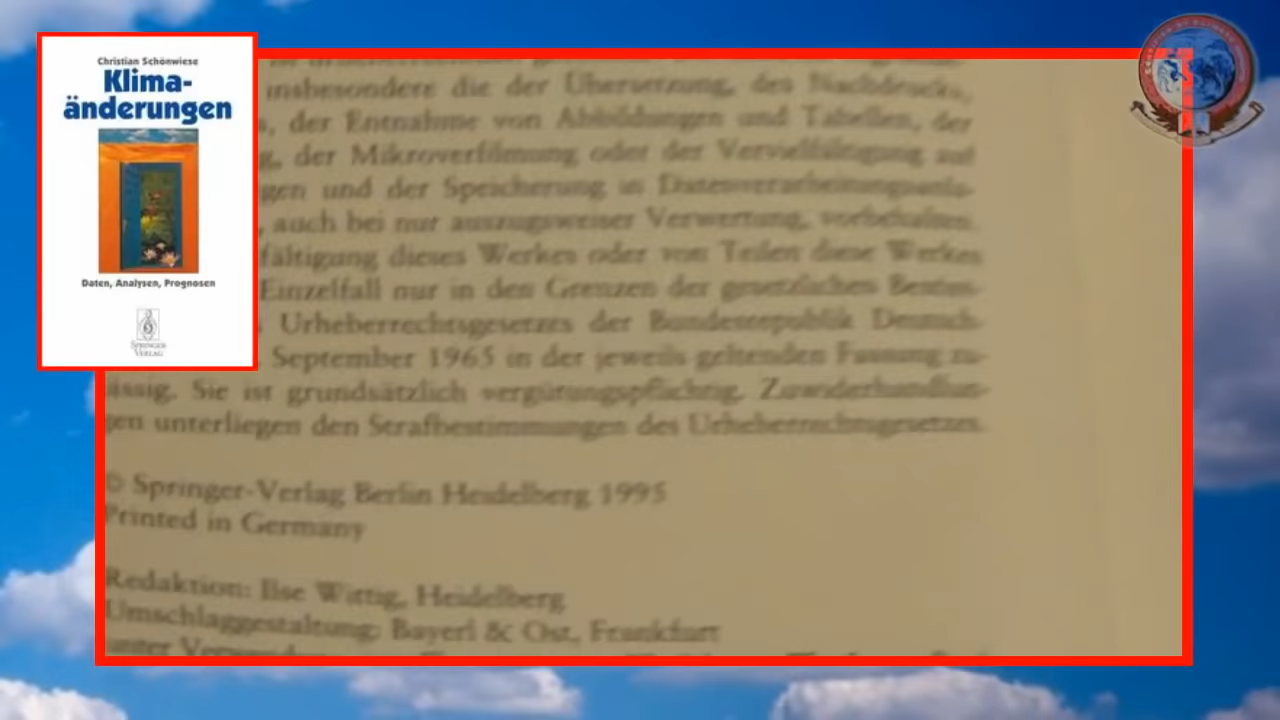 Christian Schönwiese
Klima-
änderungen
Daten, Analysen, Prognosen
SPRINGER
VERLAG
insbesondere die der Übersetzung, des Nachdrucks,
der Entnahme von Abbildungen und Tabellen, der
der Mikroverfilmung oder der Vervielfältigung auf
gen und der Speicherung in Datenverarbeitungsanla-
auch bei nur auszugsweiser Verwertung, vorbehalten.
fältigung dieses Werkes oder von Teilen diese Werkes
Einzelfall nur in den Grenzen der gesetzlichen Bestim-
Urheberrechtsgesetzes der Bundesrepublik Deutsch-
September 1965 in der jeweils geltenden Fassung zu-
ässig. Sie ist grundsätzlich vergütungspflichtig. Zuwiderhandlun-
gen unterliegen den Strafbestimmungen des Urheberrechtsgesetzes.
© Springer-Verlag Berlin Heidelberg 1995
Printed in Germany
Redaktion: Ilse Wittig, Heidelberg
Umschlaggestaltung: Bayerl & Ost, Frankfurt
unter